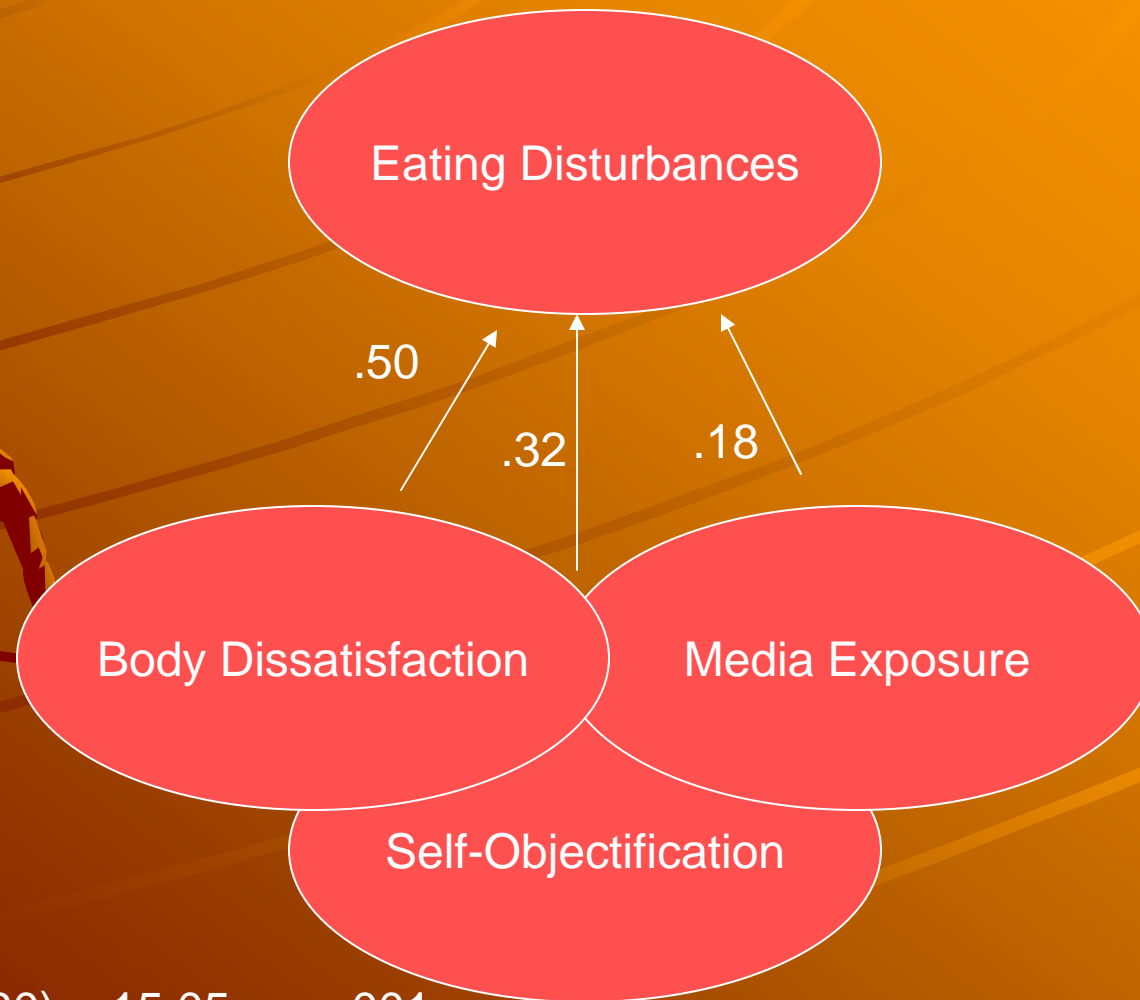 Eating Disturbances
.50
.32
.18
Body Dissatisfaction
Media Exposure
Self-Objectification